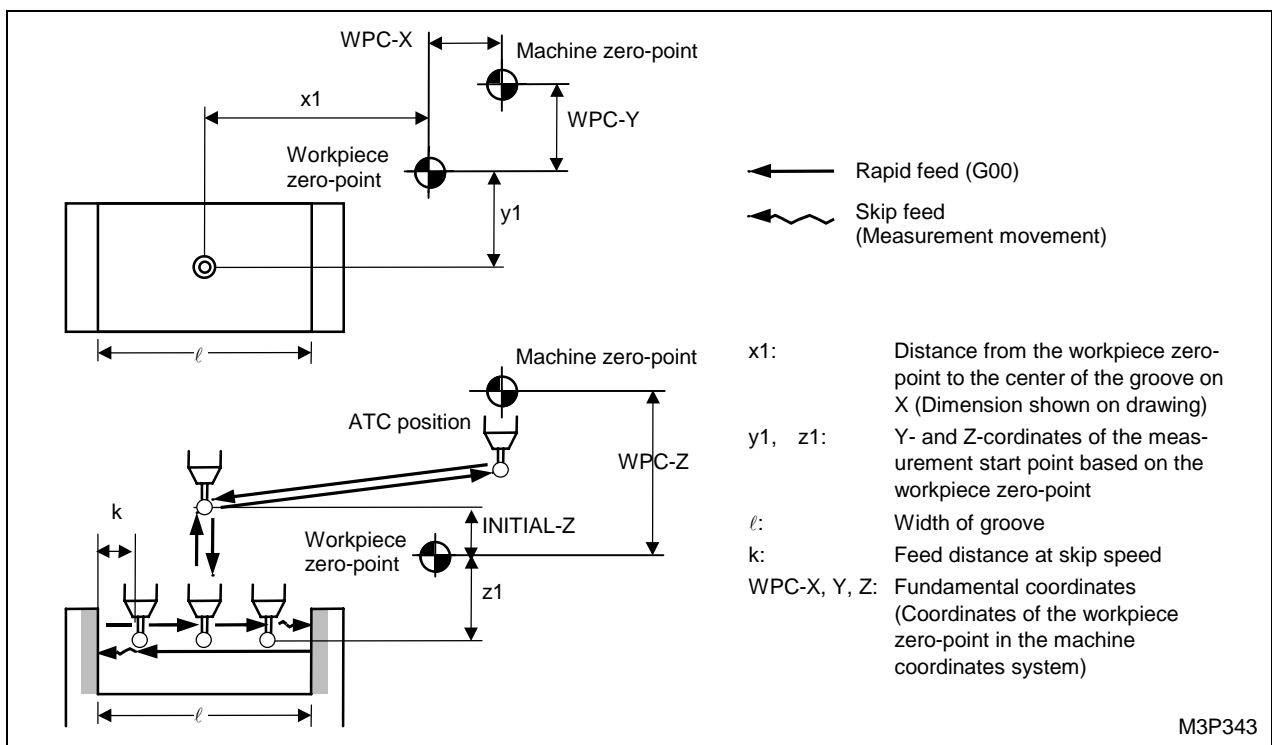 WPC-X
Machine zero-point
x1
WPC-Y
Workpiece
zero-point
y1
ℓ
Rapid feed (G00)
Skip feed
(Measurement movement)
Machine zero-point
ATC position
WPC-Z
k
INITIAL-Z
Workpiece
zero-point
z1
ℓ
x1: Distance from the workpiece zero-
point to the center of the groove on
X (Dimension shown on drawing)
y1, z1: Y- and Z-cordinates of the meas-
urement start point based on the
workpiece zero-point
ℓ: Width of groove
k: Feed distance at skip speed
WPC-X, Y, Z: Fundamental coordinates
(Coordinates of the workpiece
zero-point in the machine
coordinates system)
M3P343